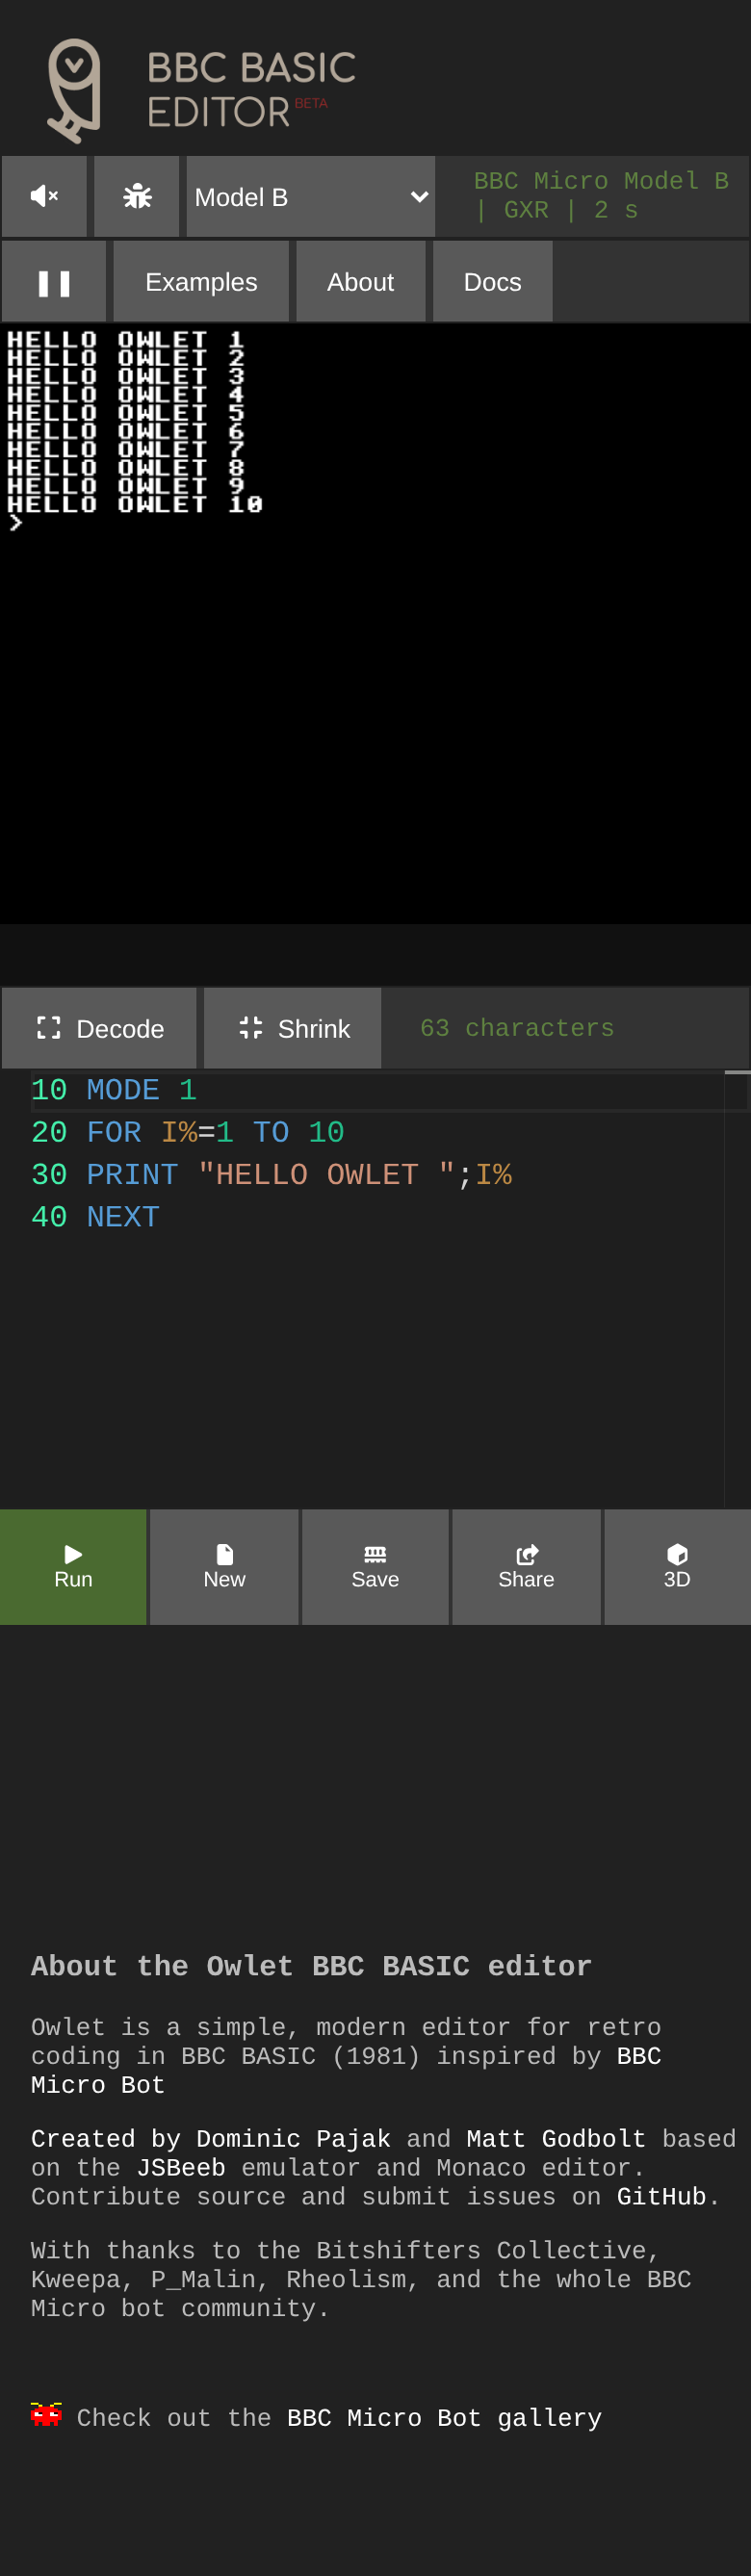 BBC BASIC
EDITOR BETA
Model B
BBC Micro Model B
| GXR | 2 s
Examples
About
Docs
HELLO OWLET 1
HELLO OWLET 2
HELLO OWLET 3
HELLO OWLET 4
HELLO OWLET 5
HELLO OWLET 6
HELLO OWLET 7
HELLO OWLET 8
HELLO OWLET 9
HELLO OWLET 10
>
Decode
Shrink
63 characters
10 MODE 1
20 FOR I%=1 TO 10
30 PRINT "HELLO OWLET ";I%
40 NEXT
Run
New
Save
Share
3D
About the Owlet BBC BASIC editor
Owlet is a simple, modern editor for retro
coding in BBC BASIC (1981) inspired by BBC
Micro Bot
Created by Dominic Pajak and Matt Godbolt based
on the JSBeeb emulator and Monaco editor.
Contribute source and submit issues on GitHub.
With thanks to the Bitshifters Collective,
Kweepa, P_Malin, Rheolism, and the whole BBC
Micro bot community.
Check out the BBC Micro Bot gallery